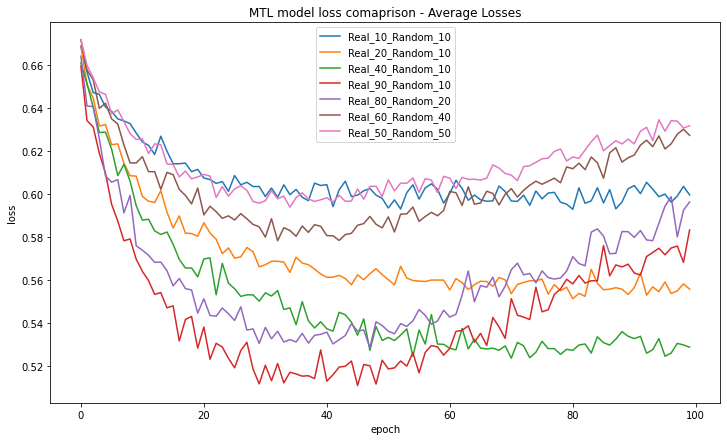 MTL model loss comaprison - Average Losses
Real_10_Random_10
Real_20_Random_10
Real_40_Random_10
Real_90_Random_10
Real_80_Random_20
Real_60_Random_40
Real_50_Random_50
loss
0.66
0.64
0.62
0.60
0.58
0.56
0.54
0.52
0
20
40
60
80
100
epoch